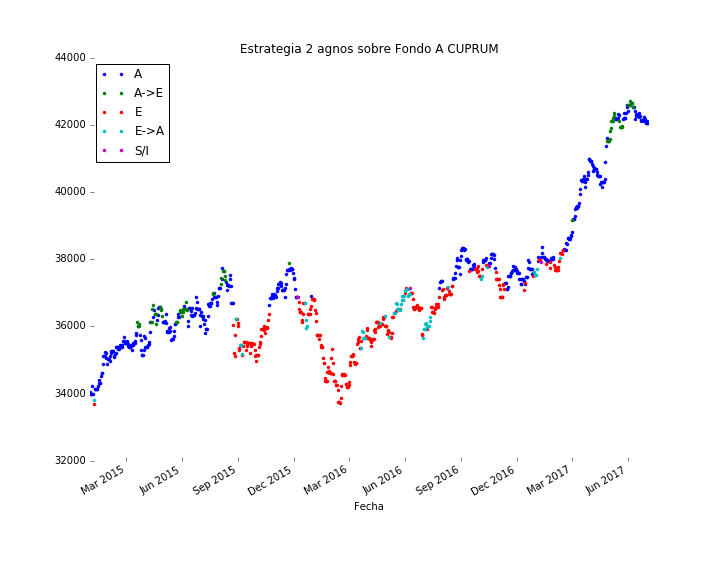 Estrategia 2 agnos sobre Fondo A CUPRUM
44000
42000
40000
38000
36000
34000
32000
A
A->E
E
E->A
S/I
Mar 2015
Jun 2015
Sep 2015
Dec 2015
Mar 2016
Jun 2016
Sep 2016
Dec 2016
Mar 2017
Jun 2017
Fecha